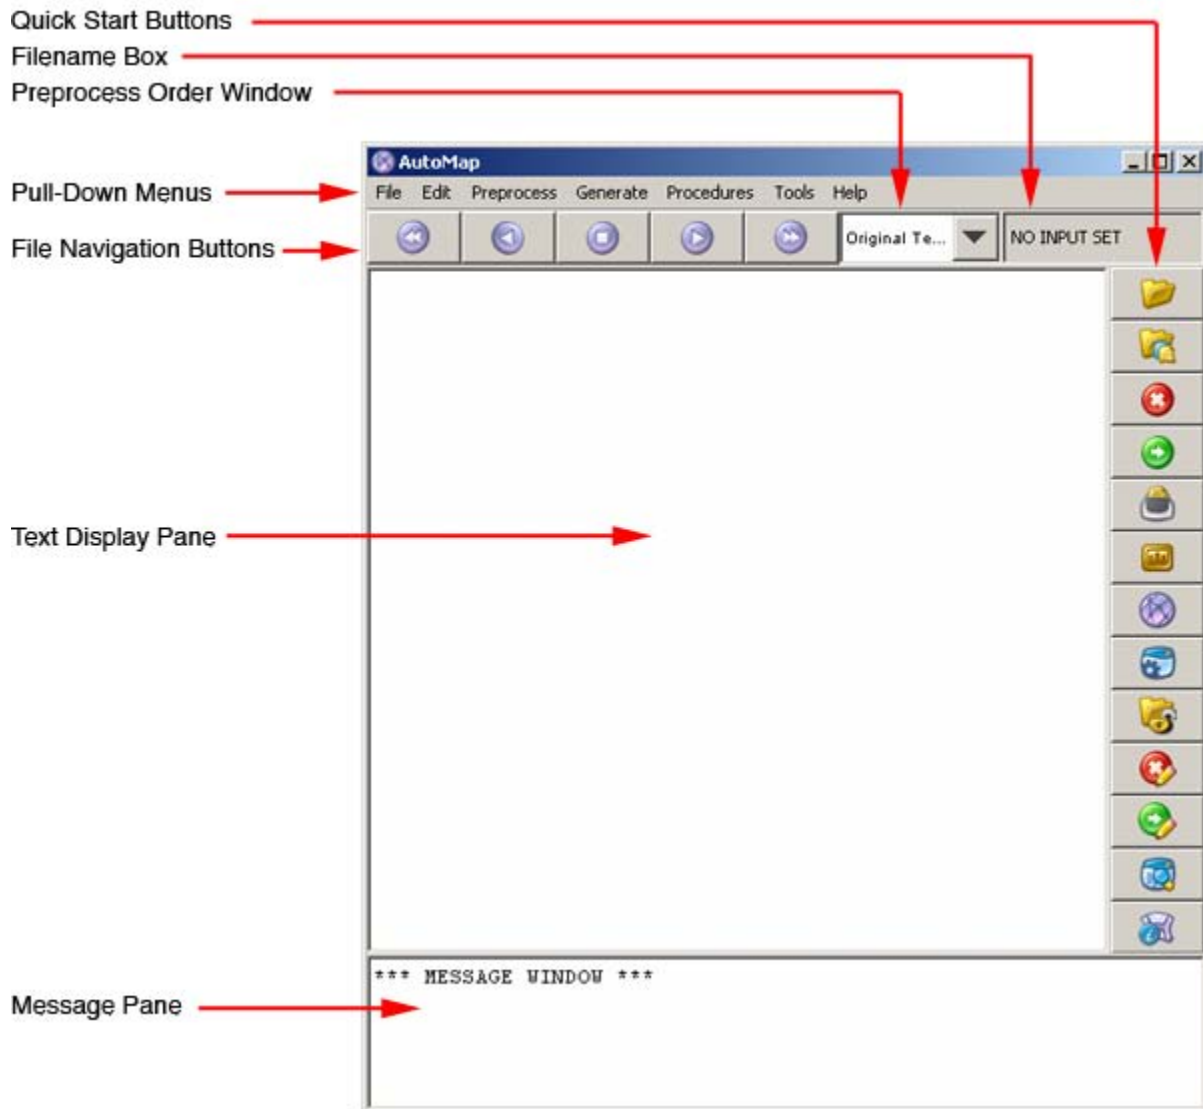 Quick Start Buttons
Filename Box
Preprocess Order Window
AutoMap
Pull-Down Menus
File Edit Preprocess Generate Procedures Tools Help
File Navigation Buttons
Original Te...
NO INPUT SET
Text Display Pane
*** MESSAGE WINDOW ***
Message Pane